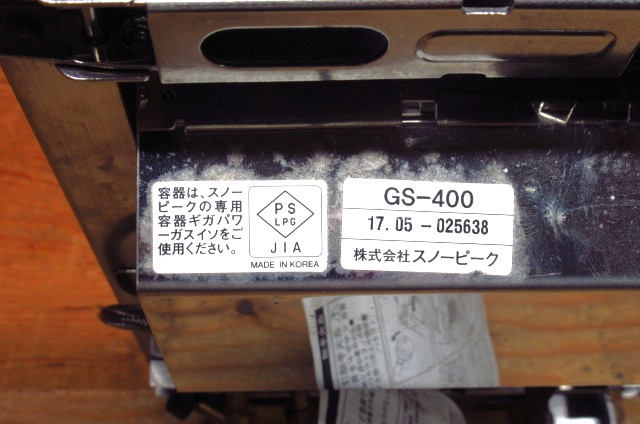 容器は、スノー
ピークの専用
容器ギガパワ
ーガスイソをご
使用ください。
PS
LPG
JIA
MADE IN KOREA
GS-400
17.05-025638
株式会社スノーピーク